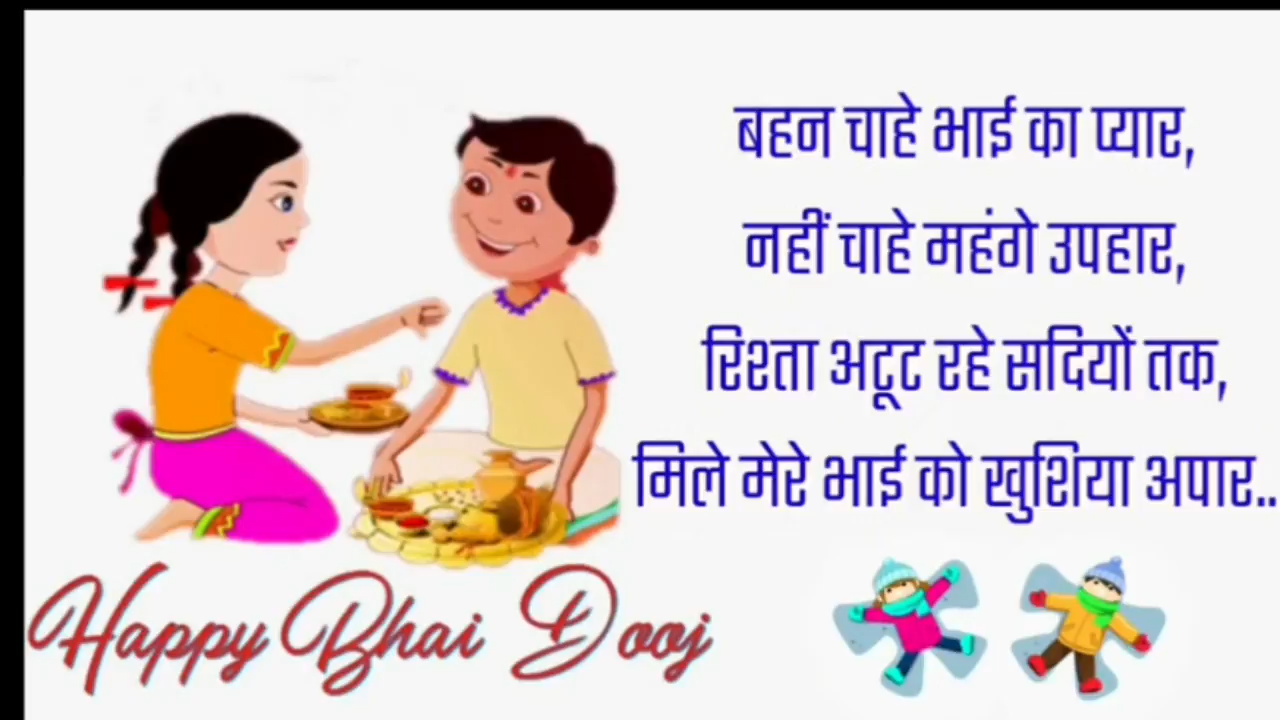 बहन चाहे भाई का प्यार,
नहीं चाहे महंगे उपहार,
रिश्ता अटूट रहे सदियों तक,
मिले मेरे भाई को खुशिया अपार..
Happy Bhai Dooj